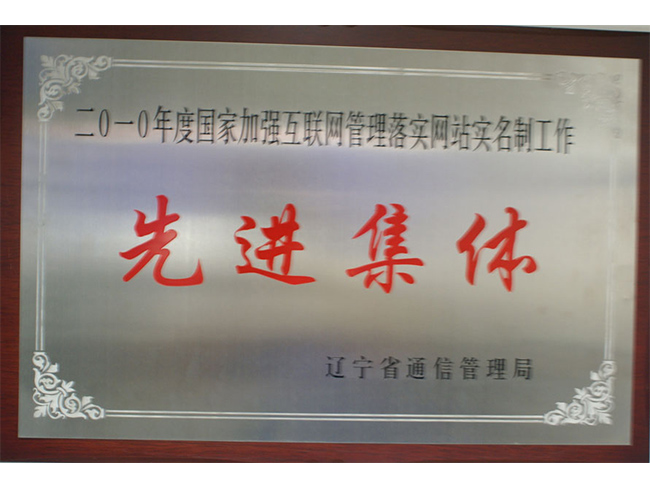 二0一0年度国家加强互联网管理落实网站实名制工作
先进集体
辽宁省通信管理局